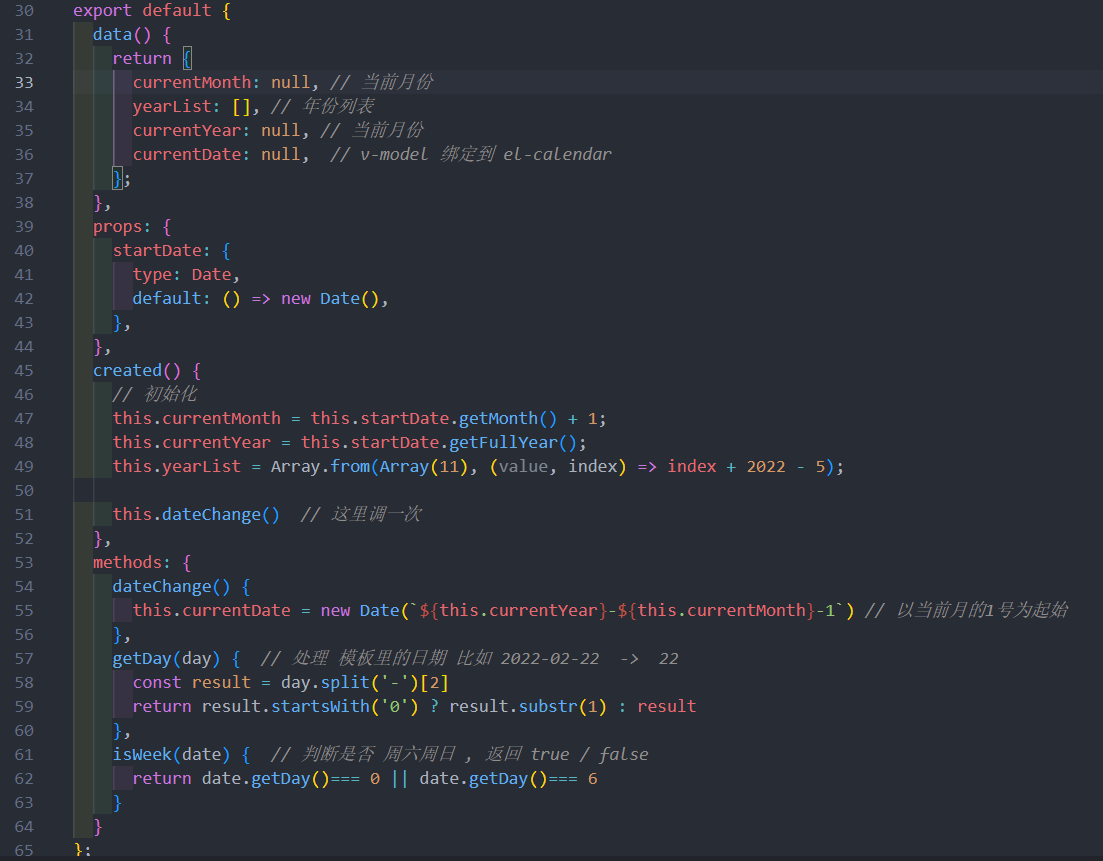 30 export default {
31 data() {
32 return {
33 currentMonth: null, // 当前月份
34 yearList: [], // 年份列表
35 currentYear: null, // 当前月份
36 currentDate: null,  // v-model 绑定到 el-calendar
37 };
38 },
39 props: {
40 startDate: {
41 type: Date,
42 default: () => new Date(),
43 },
44 },
45 created() {
46 // 初始化
47 this.currentMonth = this.startDate.getMonth() + 1;
48 this.currentYear = this.startDate.getFullYear();
49 this.yearList = Array.from(Array(11), (value, index) => index + 2022 - 5);
50
51 this.dateChange()  // 这里调一次
52 },
53 methods: {
54 dateChange() {
55 this.currentDate = new Date(`${this.currentYear}-${this.currentMonth}-1`) // 以当前月的1号为起始
56 },
57 getDay(day) {  // 处理 模板里的日期 比如 2022-02-22  ->  22
58 const result = day.split('-')[2]
59 return result.startsWith('0') ? result.substr(1) : result
60 },
61 isWeek(date) {  // 判断是否 周六周日 , 返回 true / false
62 return date.getDay()=== 0 || date.getDay()=== 6
63 }
64 }
65 };